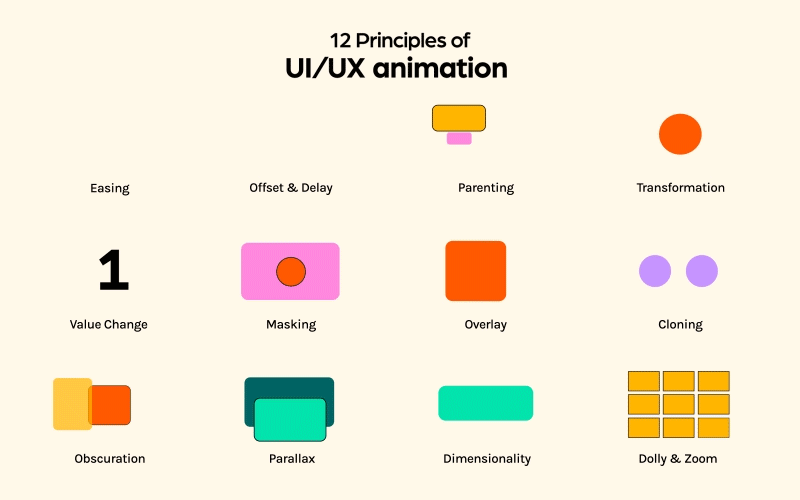 12 Principles of
UI/UX animation
Easing
Offset & Delay
Parenting
Transformation
1
Value Change
Masking
Overlay
Cloning
Obscuration
Parallax
Dimensionality
Dolly & Zoom